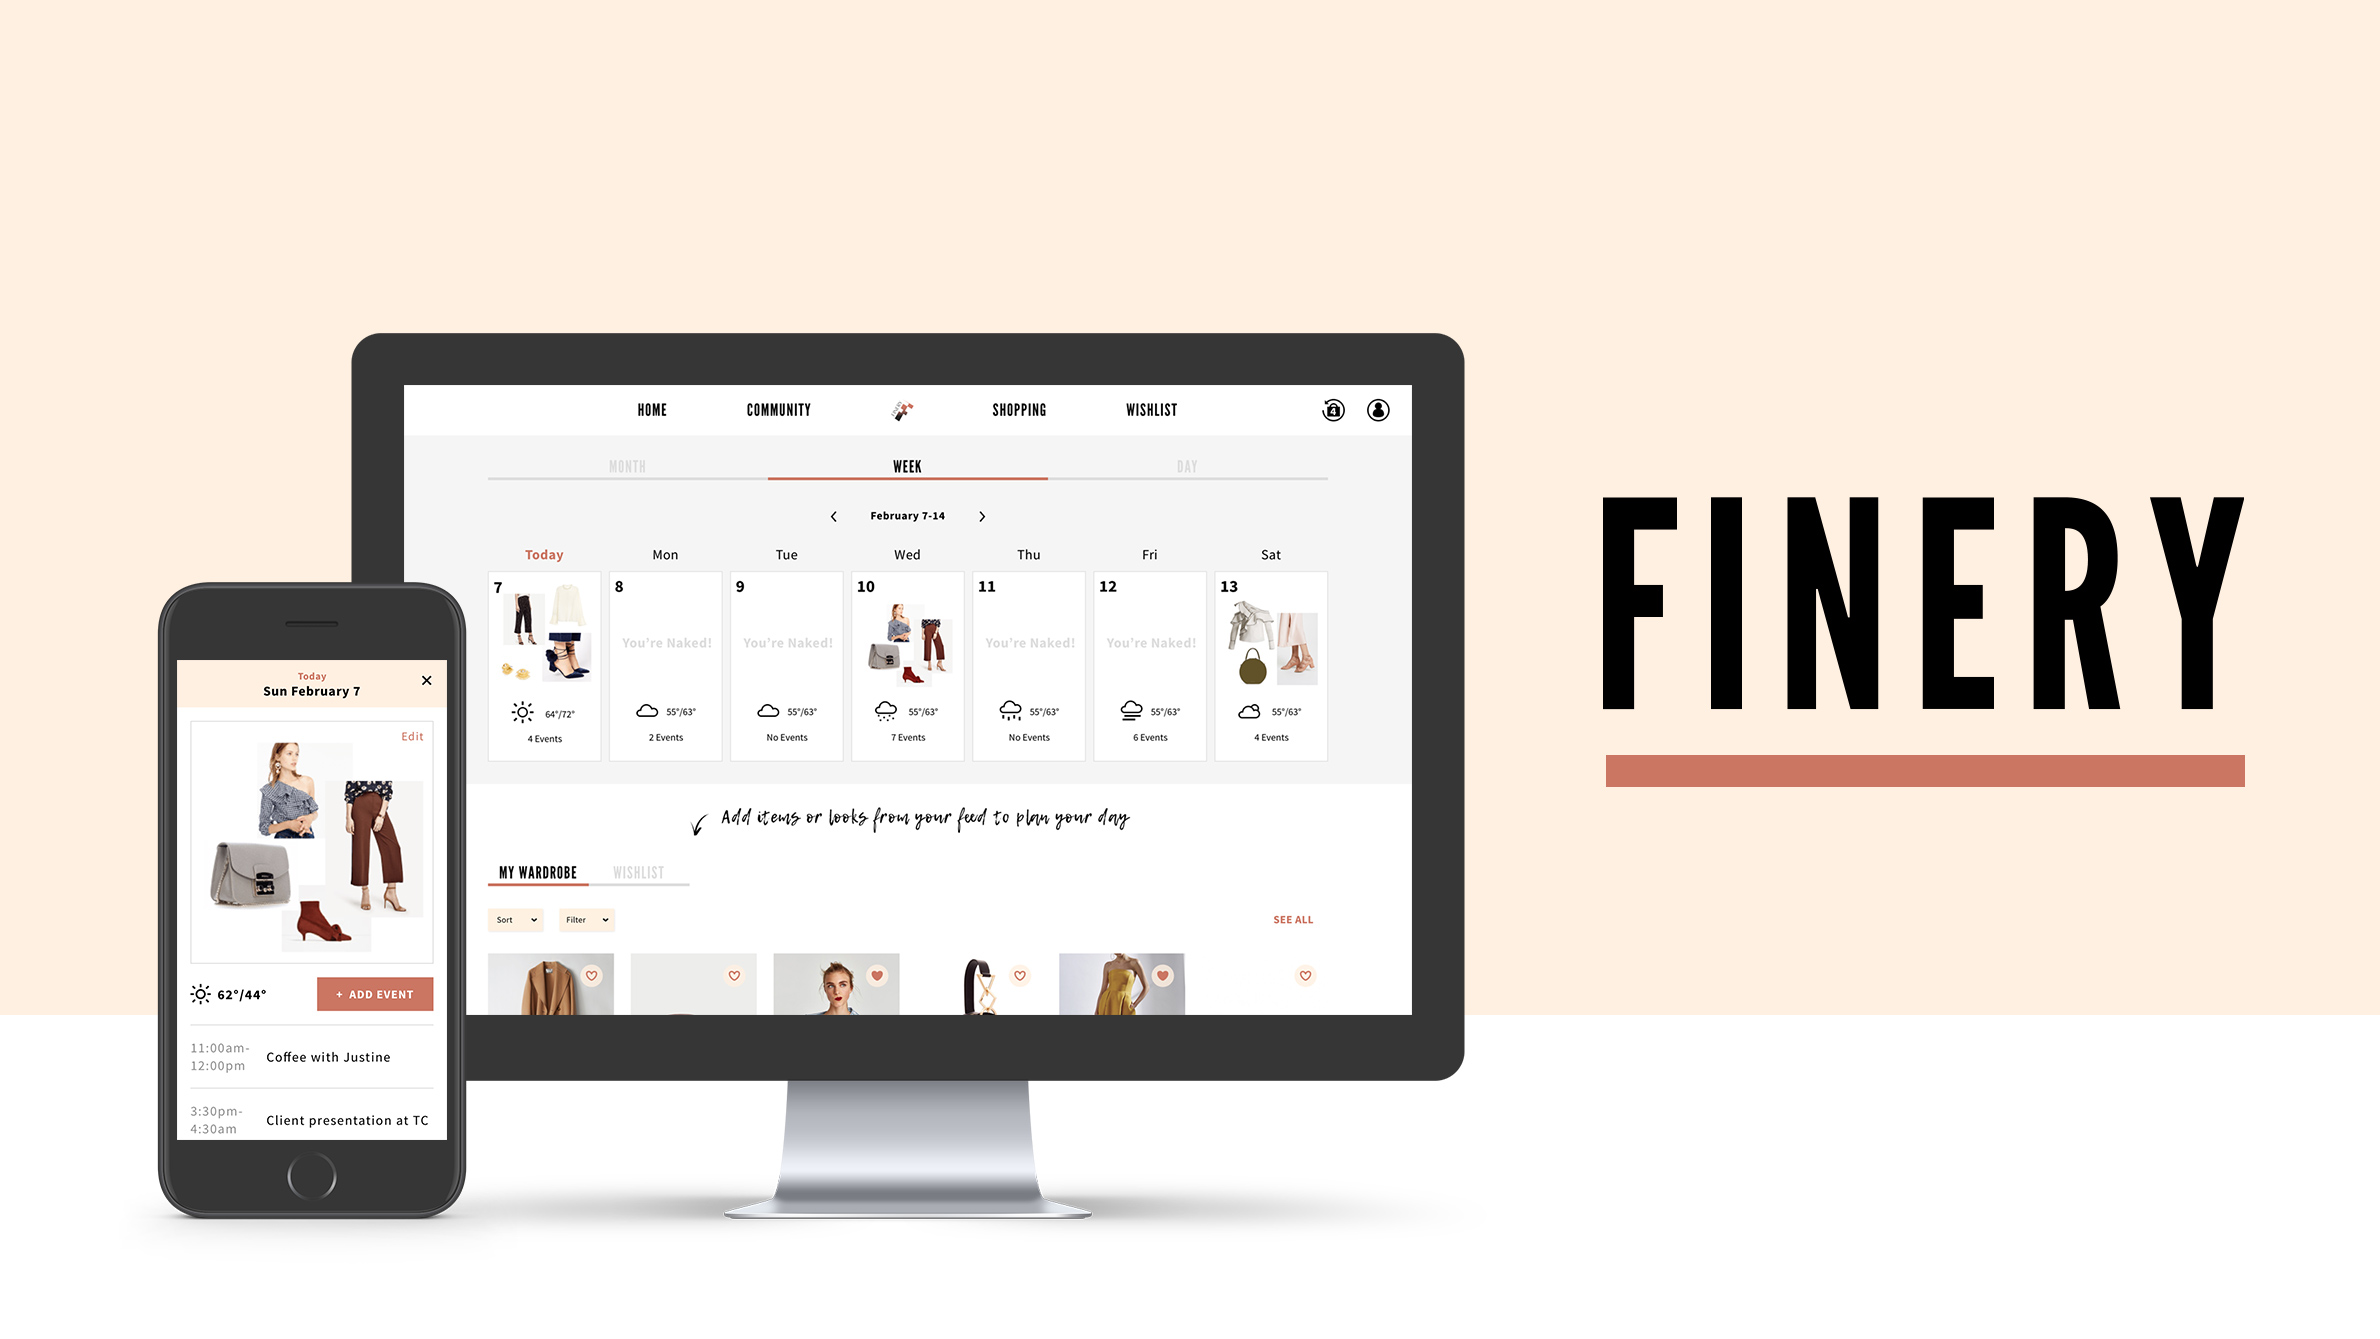 HOME COMMUNITY SHOPPING WISHLIST
4
MONTH WEEK DAY
February 7-14
Today Mon Tue Wed Thu Fri Sat
7 8 9 10 11 12 13
You're Naked! You're Naked! You're Naked! You're Naked!
64°/72° 55°/63° 55°/63° 55°/63° 55°/63° 55°/63° 55°/63°
4 Events 2 Events No Events 7 Events No Events 6 Events 4 Events
Add items or looks from your feed to plan your day
MY WARDROBE WISHLIST
Sort Filter SEE ALL
Today
Sun February 7
Edit
62°/44° + ADD EVENT
11:00am-
12:00pm
Coffee with Justine
3:30pm-
4:30am
Client presentation at TC
FINERY